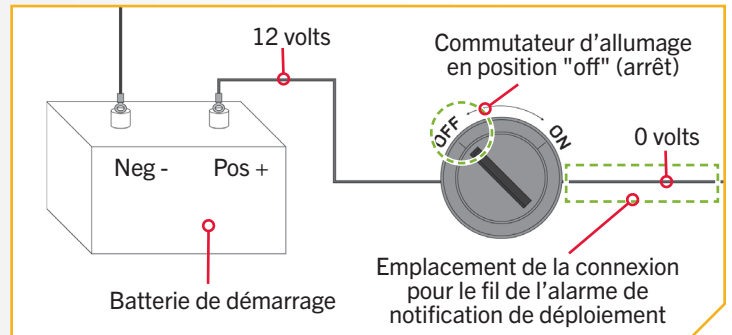 12 volts
Commutateur d'allumage
en position "off" (arrêt)
OFF
ON
0 volts
Neg -
Pos +
Batterie de démarrage
Emplacement de la connexion
pour le fil de l'alarme de
notification de déploiement